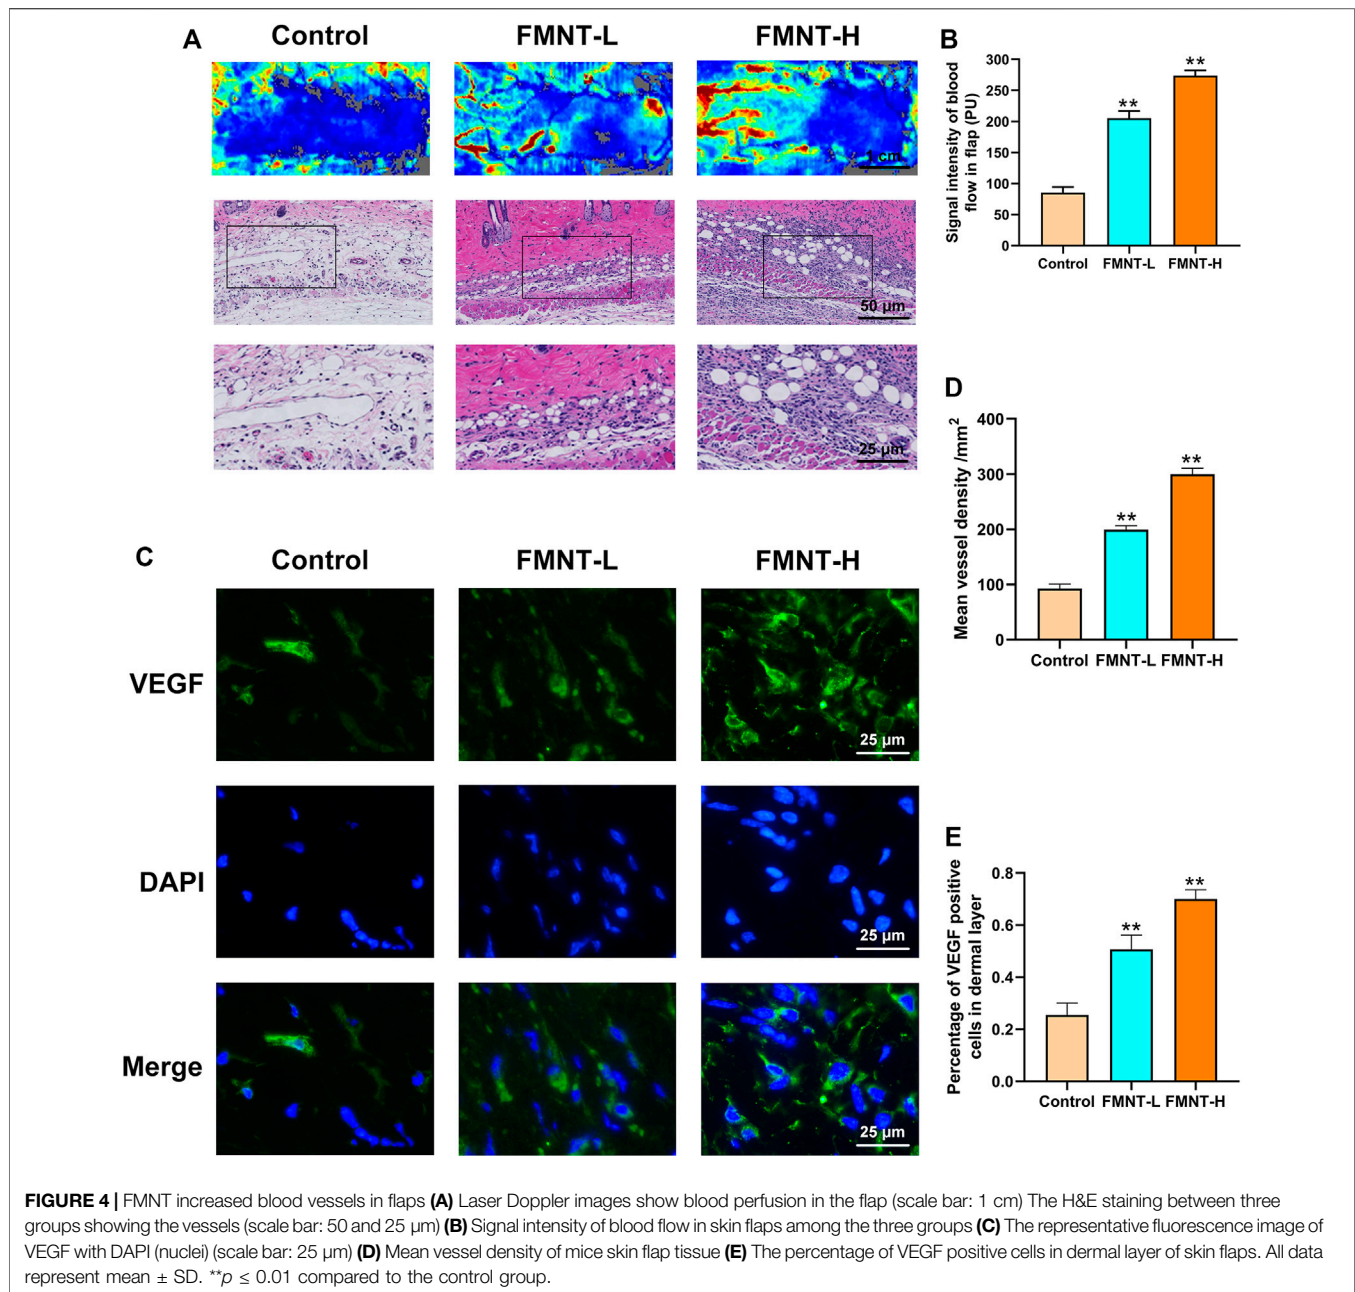 A
Control
FMNT-L
FMNT-H
1 cm
50 µm
25 µm
B
Signal intensity of blood
flow in flap (PU)
300
250
200
150
100
50
0
**
**
Control
FMNT-L
FMNT-H
C
Control
FMNT-L
FMNT-H
VEGF
25 µm
DAPI
25 µm
Merge
25 µm
D
Mean vessel density /mm²
400
300
200
100
0
**
**
Control
FMNT-L
FMNT-H
E
Percentage of VEGF positive
cells in dermal layer
0.8
0.6
0.4
0.2
0.0
**
**
Control
FMNT-L
FMNT-H
FIGURE 4 | FMNT increased blood vessels in flaps (A) Laser Doppler images show blood perfusion in the flap (scale bar: 1 cm) The H&E staining between three
groups showing the vessels (scale bar: 50 and 25 µm) (B) Signal intensity of blood flow in skin flaps among the three groups (C) The representative fluorescence image of
VEGF with DAPI (nuclei) (scale bar: 25 µm) (D) Mean vessel density of mice skin flap tissue (E) The percentage of VEGF positive cells in dermal layer of skin flaps. All data
represent mean ± SD. **p ≤ 0.01 compared to the control group.